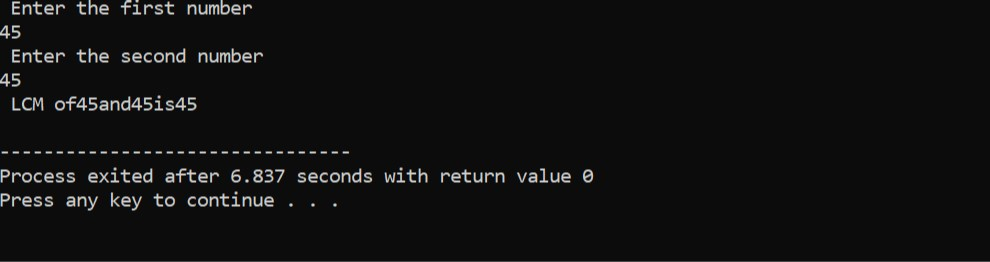 Enter the first number
45
Enter the second number
45
LCM of45and45is45
--------------------------------
Process exited after 6.837 seconds with return value 0
Press any key to continue . . .